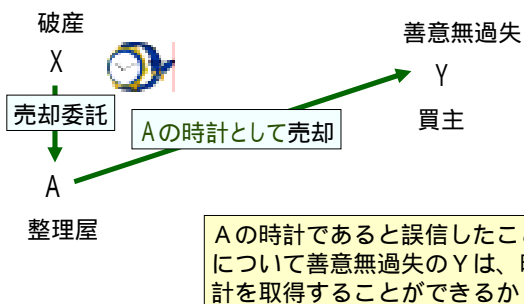 破産
X
売却委託
A
整理屋
Aの時計として売却
善意無過失
Y
買主
Aの時計であると誤信したこ
について善意無過失のYは、
計を取得することができるか